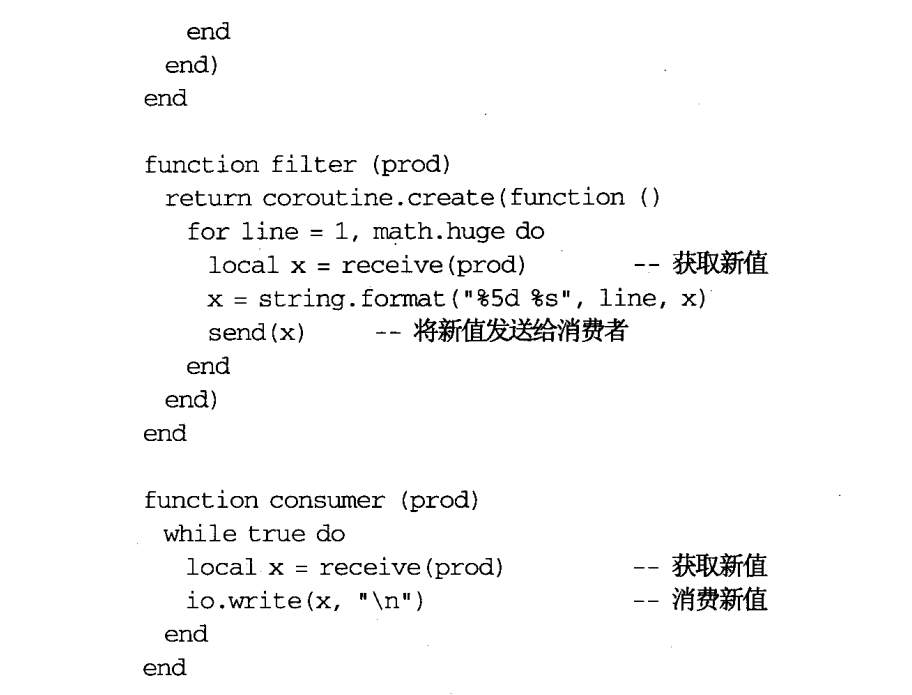 end
end)
end
function filter (prod)
return coroutine.create(function ()
for line = 1, math.huge do
local x = receive(prod) -- 获取新值
x = string.format("%5d %s", line, x)
send(x) -- 将新值发送给消费者
end
end)
end
function consumer (prod)
while true do
local x = receive(prod) -- 获取新值
io.write(x, "\n") -- 消费新值
end
end